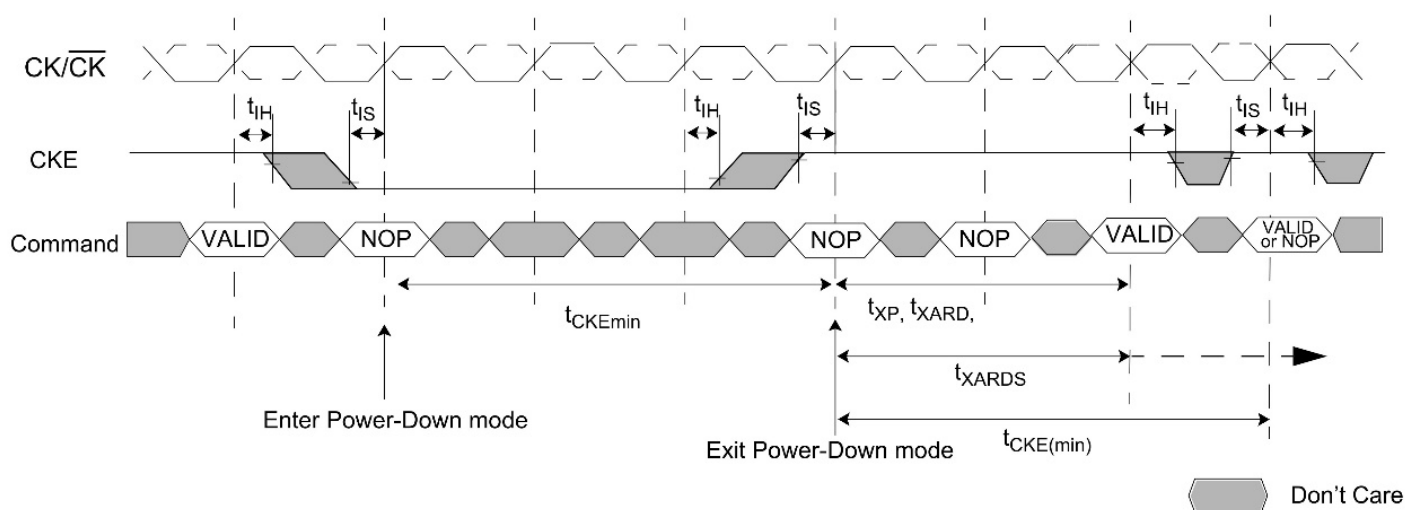 CK/C̅K̅
tIH
tIS
tIH
tIS
tIH
tIS
tIH
CKE
Command
VALID
NOP
NOP
NOP
VALID
VALID
or NOP
tCKEmin
tXP, tXARD,
tXARDS
Enter Power-Down mode
Exit Power-Down mode
tCKE(min)
Don't Care